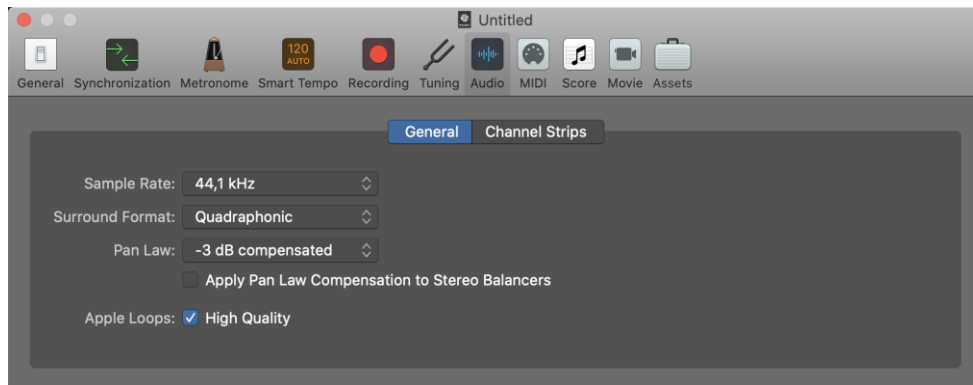 Untitled
120
AUTO
General Synchronization Metronome Smart Tempo Recording Tuning Audio MIDI Score Movie Assets
General Channel Strips
Sample Rate: 44,1 kHz
Surround Format: Quadraphonic
Pan Law: -3 dB compensated
Apply Pan Law Compensation to Stereo Balancers
Apple Loops: High Quality